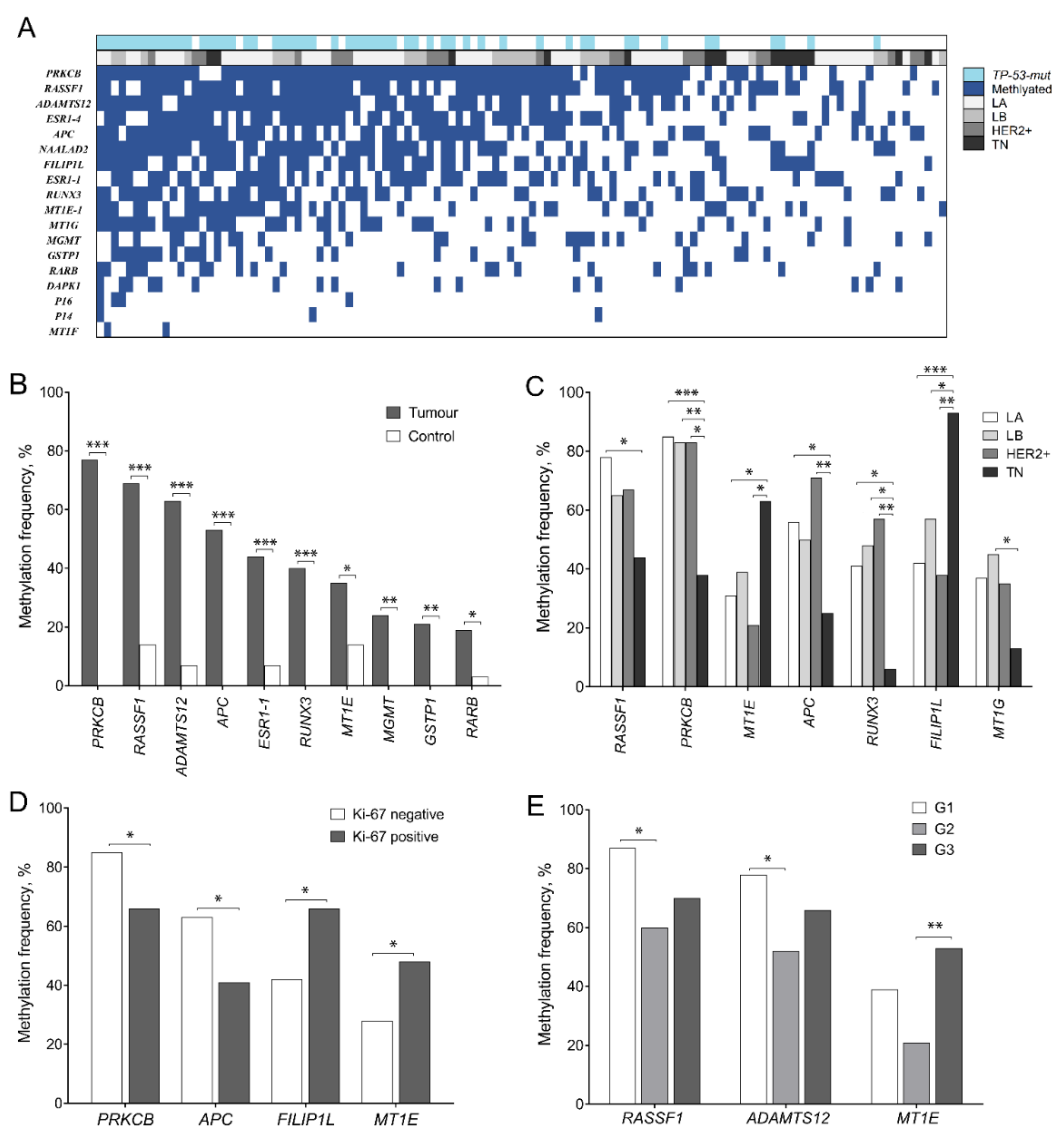 A
PRKCB
RASSF1
ADAMTS12
ESR1-4
APC
NAALAD2
FILIP1L
ESR1-1
RUNX3
MT1E-1
MT1G
MGMT
GSTP1
RARB
DAPK1
P16
P14
MT1F
TP-53-mut
Methlyated
LA
LB
HER2+
TN
B
Methylation frequency, %
100
80
60
40
20
0
Tumour
Control
***
***
***
***
***
***
*
**
**
*
PRKCB
RASSF1
ADAMTS12
APC
ESR1-1
RUNX3
MT1E
MGMT
GSTP1
RARB
C
Methylation frequency, %
100
80
60
40
20
0
LA
LB
HER2+
TN
*
***
**
*
*
*
*
**
*
*
**
***
*
**
*
RASSF1
PRKCB
MT1E
APC
RUNX3
FILIP1L
MT1G
D
Methylation frequency, %
100
80
60
40
20
0
Ki-67 negative
Ki-67 positive
*
*
*
*
PRKCB
APC
FILIP1L
MT1E
E
Methylation frequency, %
100
80
60
40
20
0
G1
G2
G3
*
*
**
RASSF1
ADAMTS12
MT1E